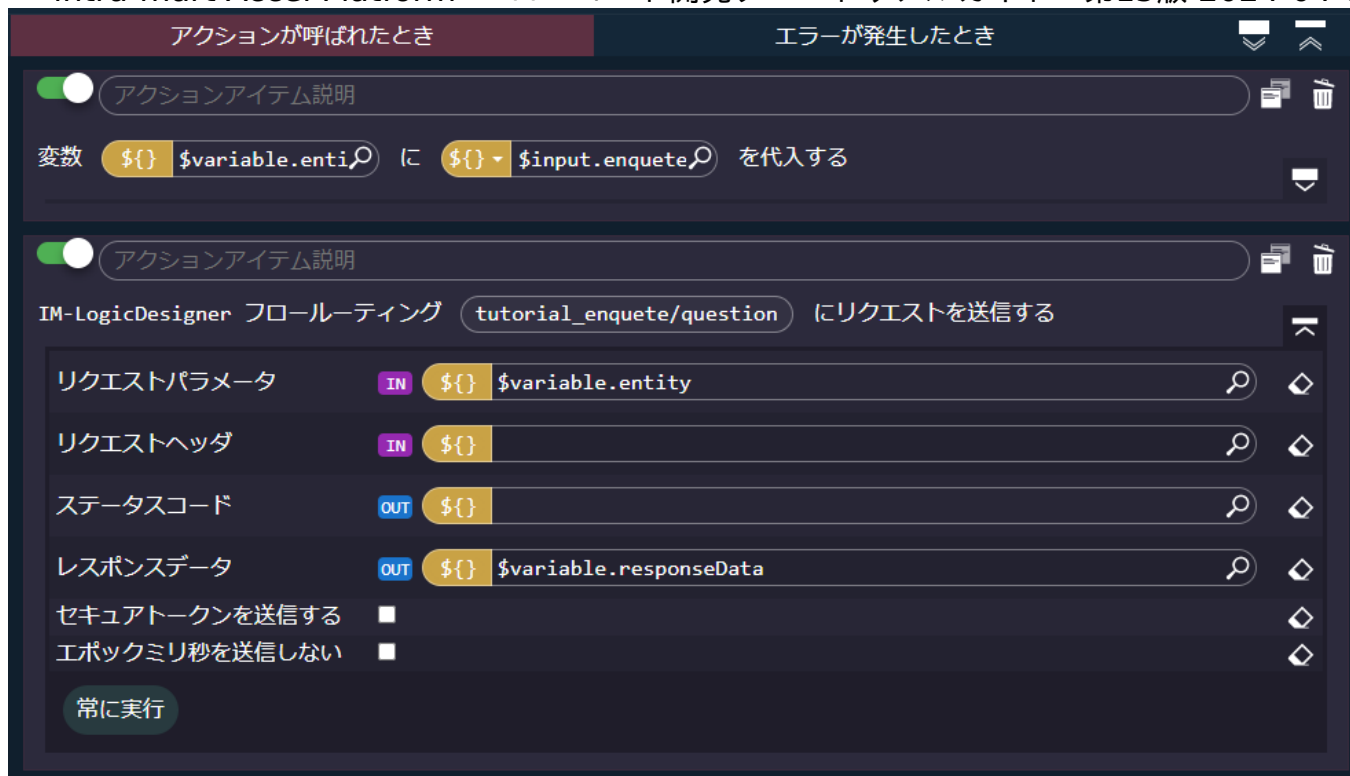 アクションが呼ばれたとき エラーが発生したとき
アクションアイテム説明
変数 ${} $variable.enti に ${} $input.enquete を代入する
アクションアイテム説明
IM-LogicDesigner フロールーティング tutorial_enquete/question にリクエストを送信する
リクエストパラメータ IN ${} $variable.entity
リクエストヘッダ IN ${}
ステータスコード OUT ${}
レスポンスデータ OUT ${} $variable.responseData
セキュアトークンを送信する
エポックミリ秒を送信しない
常に実行